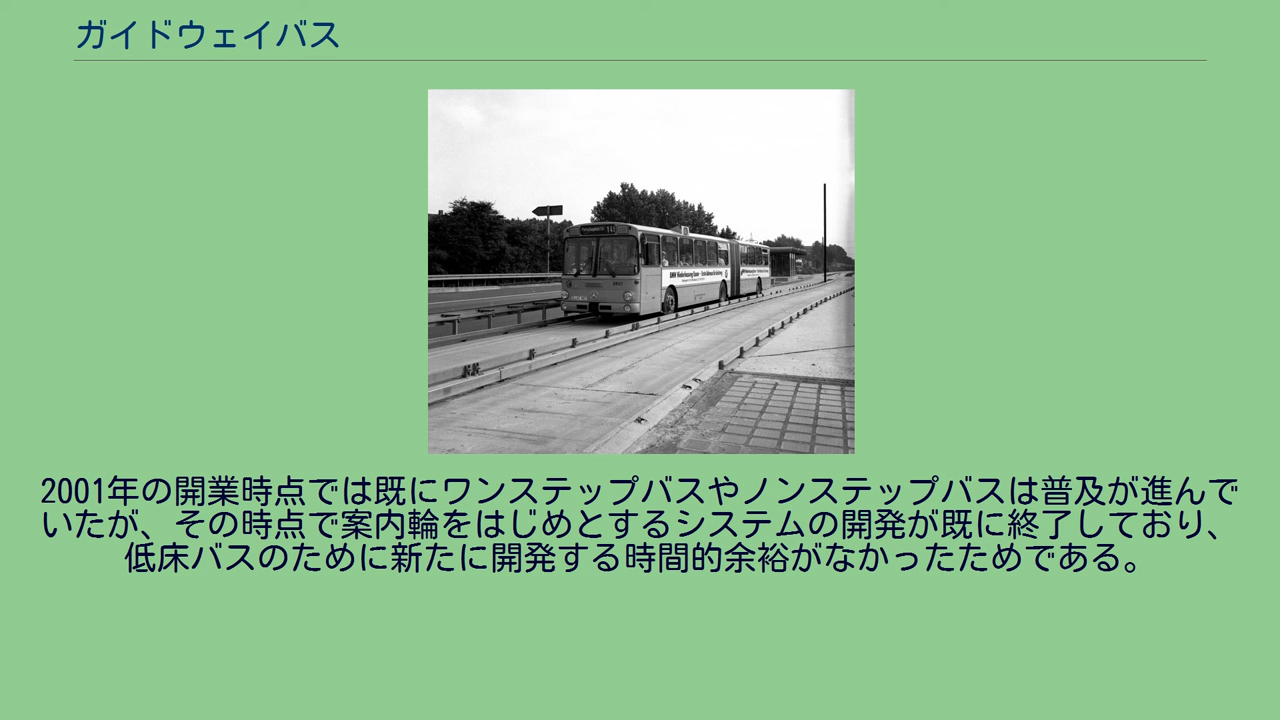 ガイドウェイバス
2001年の開業時点では既にワンステップバスやノンステップバスは普及が進んで
いたが、その時点で案内輪をはじめとするシステムの開発が既に終了しており、
低床バスのために新たに開発する時間的余裕がなかったためである。